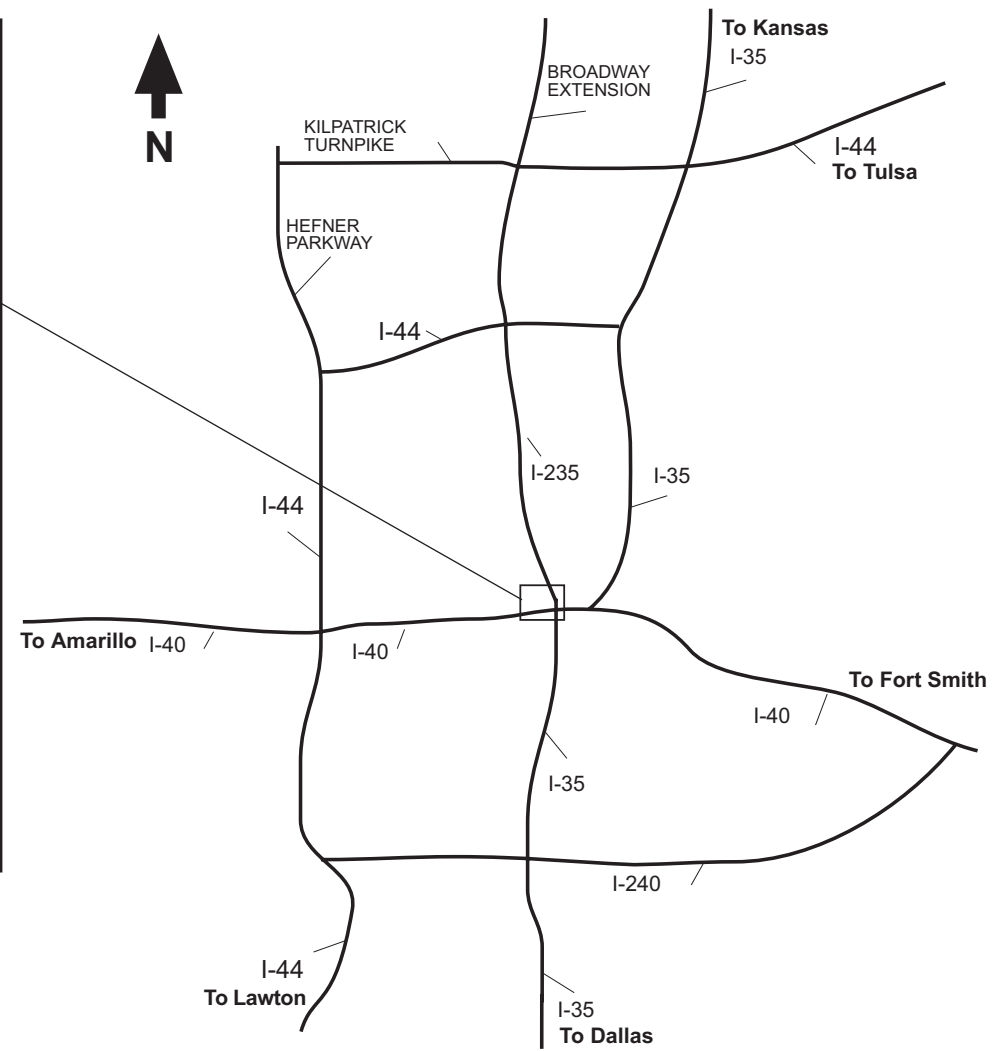 To Kansas
I-35
BROADWAY
EXTENSION
KILPATRICK
TURNPIKE
N
I-44
To Tulsa
HEFNER
PARKWAY
I-44
I-235
I-35
I-44
To Amarillo
I-40
I-40
To Fort Smith
I-40
I-35
I-240
I-44
To Lawton
I-35
To Dallas